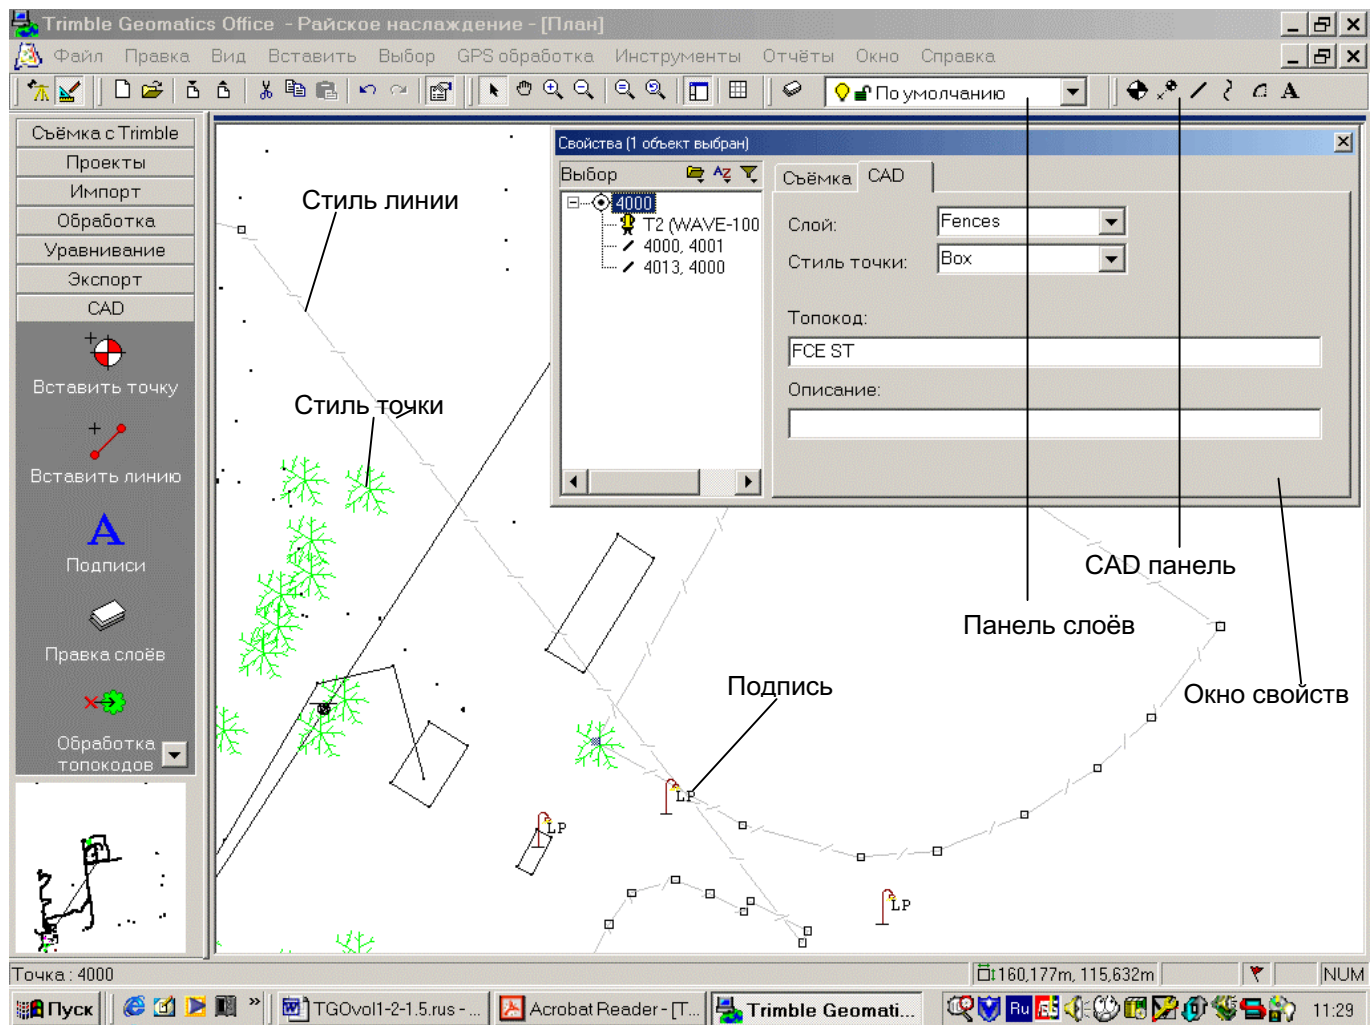 Trimble Geomatics Office - Райское наслаждение - [План]
Файл Правка Вид Вставить Выбор GPS обработка Инструменты Отчёты Окно Справка
По умолчанию
A
Съёмка с Trimble
Проекты
Импорт
Обработка
Уравнивание
Экспорт
CAD
Вставить точку
Вставить линию
A
Подписи
Правка слоёв
Обработка
топокодов
Свойства (1 объект выбран)
Выбор
AZ
4000
T2 (WAVE-100
4000, 4001
4013, 4000
Съёмка CAD
Слой: Fences
Стиль точки: Box
Топокод:
FCE ST
Описание:
Стиль линии
Стиль точки
CAD панель
Панель слоёв
Окно свойств
Подпись
LP
LP
LP
Точка : 4000
160,177m, 115,632m
NUM
Пуск
»
TGOvol1-2-1.5.rus - ...
Acrobat Reader - [T...
Trimble Geomati...
Ru
11:29